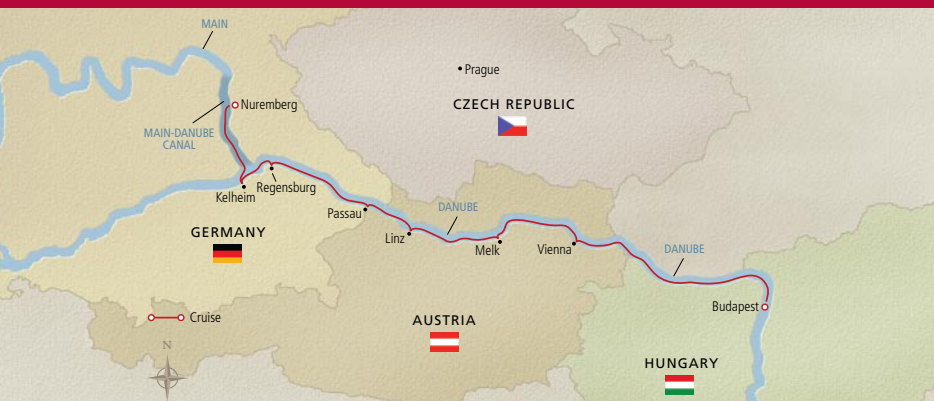 MAIN
Prague
CZECH REPUBLIC
Nuremberg
MAIN-DANUBE
CANAL
Regensburg
Kelheim
Passau
DANUBE
GERMANY
Linz
Melk
Vienna
DANUBE
Budapest
Cruise
AUSTRIA
N
HUNGARY